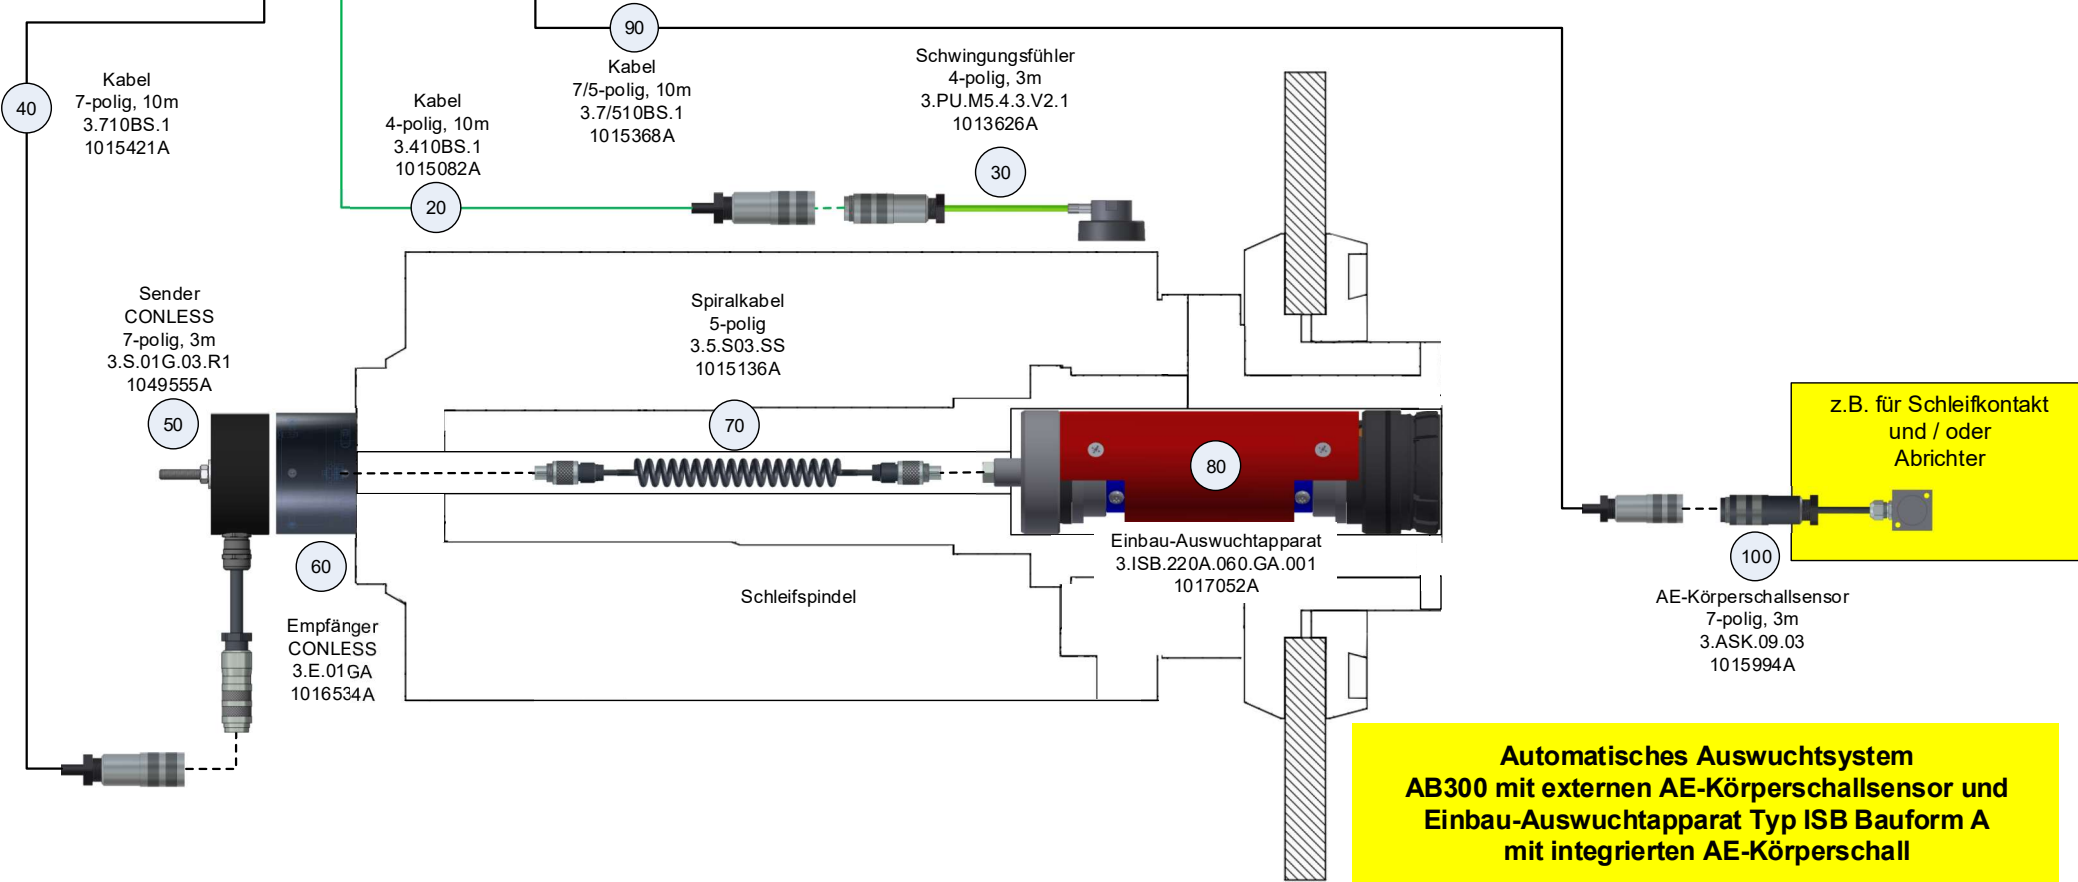 90
Kabel
7/5-polig, 10m
3.7/510BS.1
1015368A
Schwingungsfühler
4-polig, 3m
3.PU.M5.4.3.V2.1
1013626A
30
40
Kabel
7-polig, 10m
3.710BS.1
1015421A
Kabel
4-polig, 10m
3.410BS.1
1015082A
20
Sender
CONLESS
7-polig, 3m
3.S.01G.03.R1
1049555A
50
Spiralkabel
5-polig
3.5.S03.SS
1015136A
70
80
z.B. für Schleifkontakt
und / oder
Abrichter
60
Empfänger
CONLESS
3.E.01GA
1016534A
Einbau-Auswuchtapparat
3.ISB.220A.060.GA.001
1017052A
Schleifspindel
100
AE-Körperschallsensor
7-polig, 3m
3.ASK.09.03
1015994A
Automatisches Auswuchtsystem
AB300 mit externen AE-Körperschallsensor und
Einbau-Auswuchtapparat Typ ISB Bauform A
mit integrierten AE-Körperschall